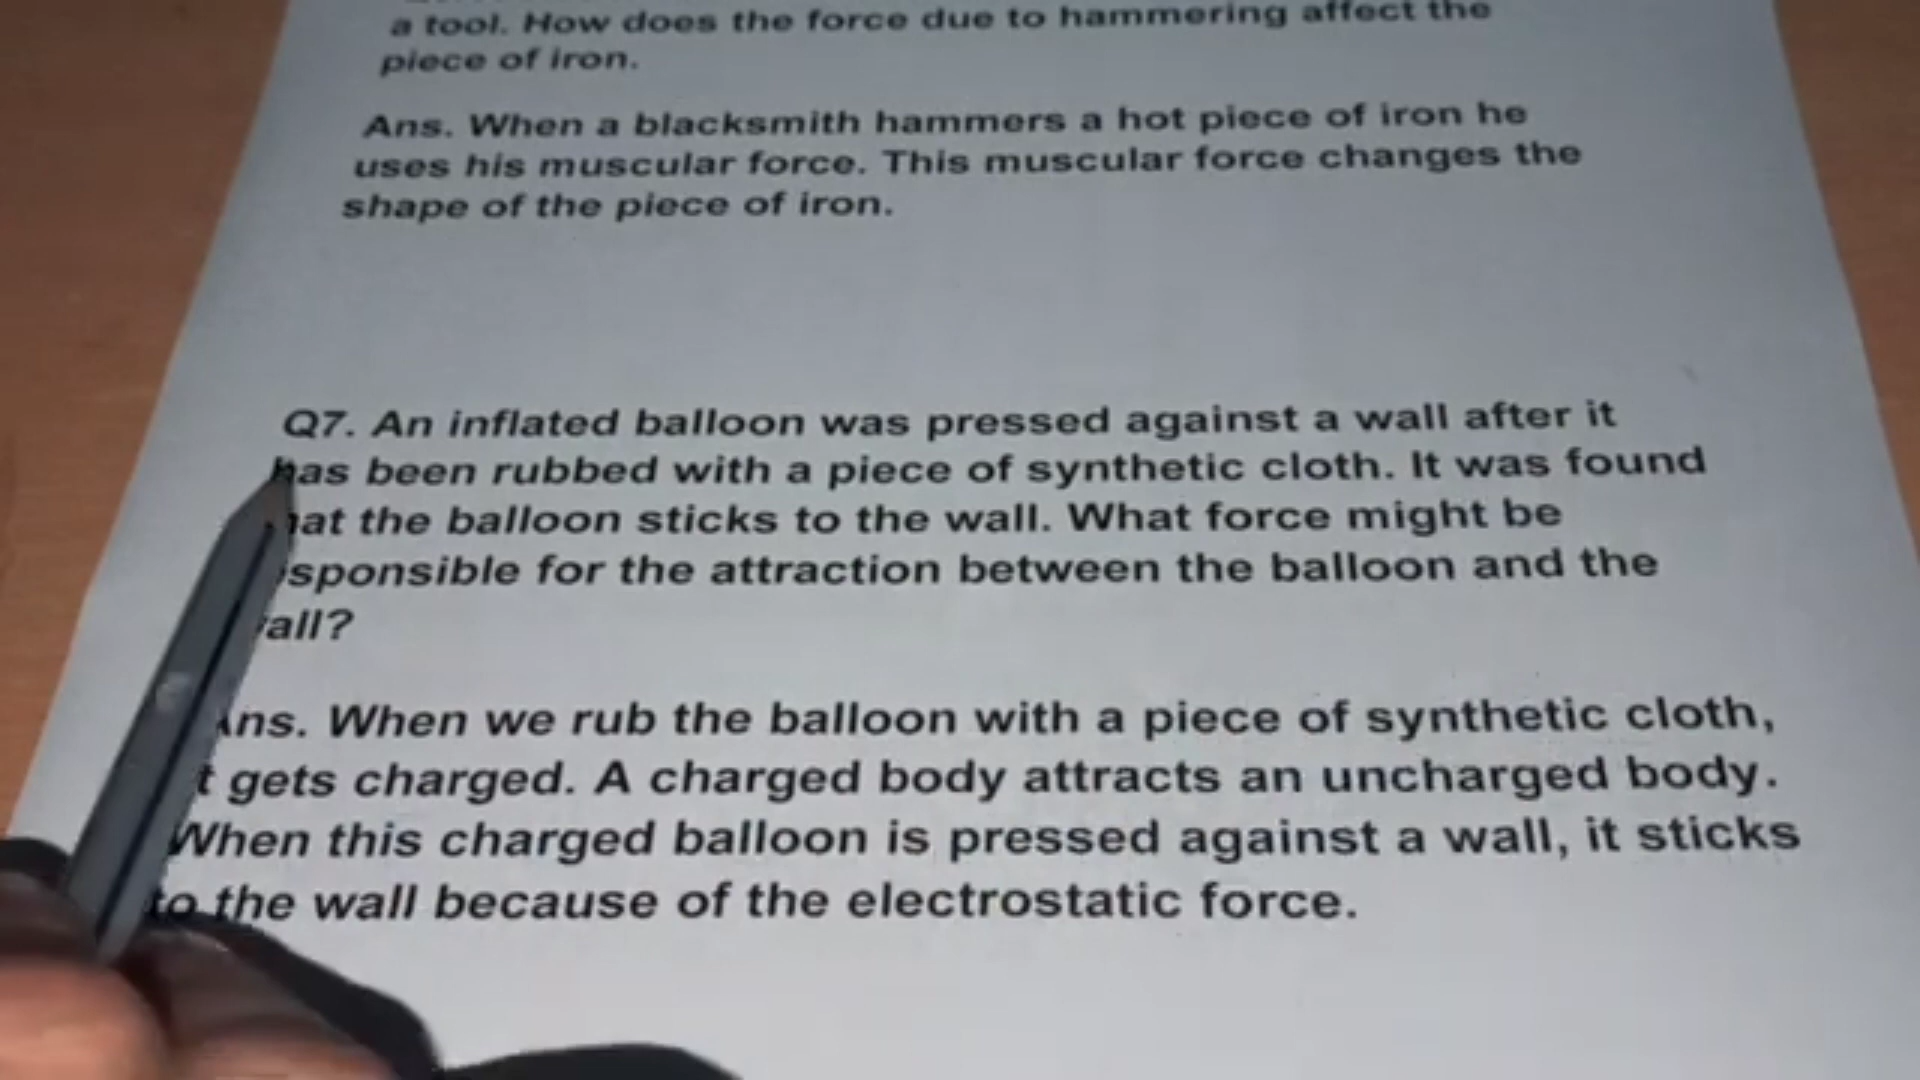 a tool. How does the force due to hammering affect the
piece of iron.
Ans. When a blacksmith hammers a hot piece of iron he
uses his muscular force. This muscular force changes the
shape of the piece of iron.
Q7. An inflated balloon was pressed against a wall after it
has been rubbed with a piece of synthetic cloth. It was found
the balloon sticks to the wall. What force might be
for the attraction between the balloon and the
Ans. When we rub the balloon with a piece of synthetic cloth,
gets charged. A charged body attracts an uncharged body.
When this charged balloon is pressed against a wall, it sticks
to the wall because of the electrostatic force.